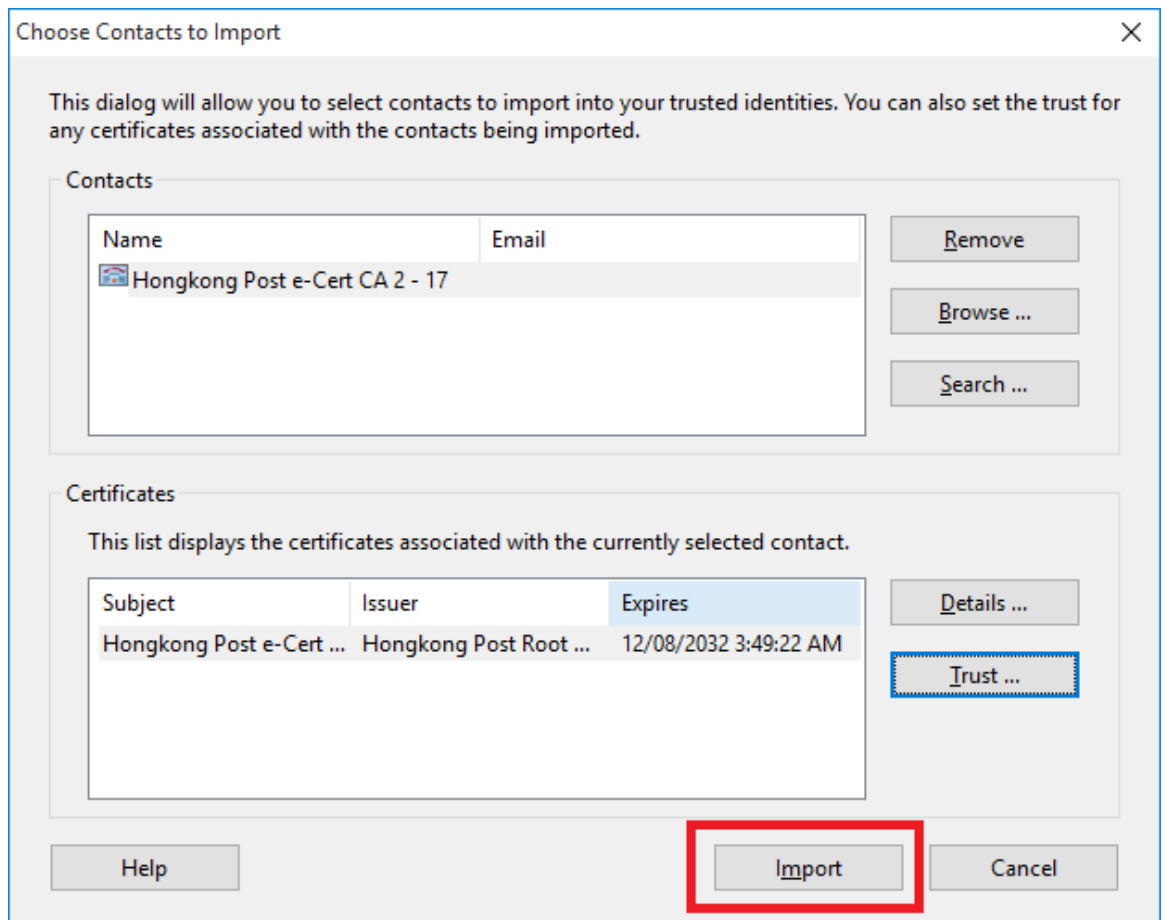 Choose Contacts to Import
This dialog will allow you to select contacts to import into your trusted identities. You can also set the trust for
any certificates associated with the contacts being imported.
Contacts
Name Email
Hongkong Post e-Cert CA 2 - 17
Remove
Browse ...
Search ...
Certificates
This list displays the certificates associated with the currently selected contact.
Subject Issuer Expires
Hongkong Post e-Cert ... Hongkong Post Root ... 12/08/2032 3:49:22 AM
Details ...
Trust ...
Help Import Cancel